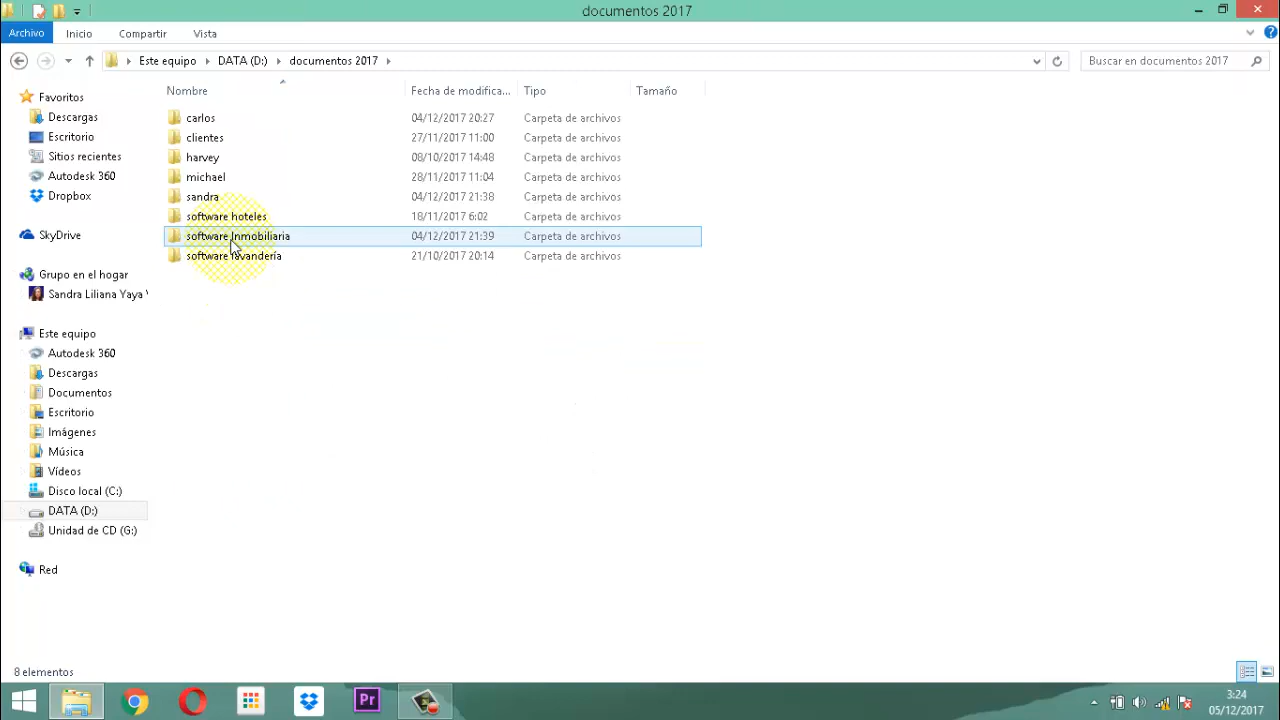 documentos 2017
Archivo Inicio Compartir Vista
Este equipo DATA (D:) documentos 2017 Buscar en documentos 2017
Nombre Fecha de modifica... Tipo Tamaño
carlos 04/12/2017 20:27 Carpeta de archivos
clientes 27/11/2017 11:00 Carpeta de archivos
harvey 08/10/2017 14:48 Carpeta de archivos
michael 28/11/2017 11:04 Carpeta de archivos
sandra 04/12/2017 21:38 Carpeta de archivos
software hoteles 18/11/2017 6:02 Carpeta de archivos
software Inmobiliaria 04/12/2017 21:39 Carpeta de archivos
software lavanderia 21/10/2017 20:14 Carpeta de archivos
Favoritos
Descargas
Escritorio
Sitios recientes
Autodesk 360
Dropbox
SkyDrive
Grupo en el hogar
Sandra Liliana Yaya
Este equipo
Autodesk 360
Descargas
Documentos
Escritorio
Imágenes
Música
Vídeos
Disco local (C:)
DATA (D:)
Unidad de CD (G:)
Red
8 elementos
Pr
3:24
05/12/2017